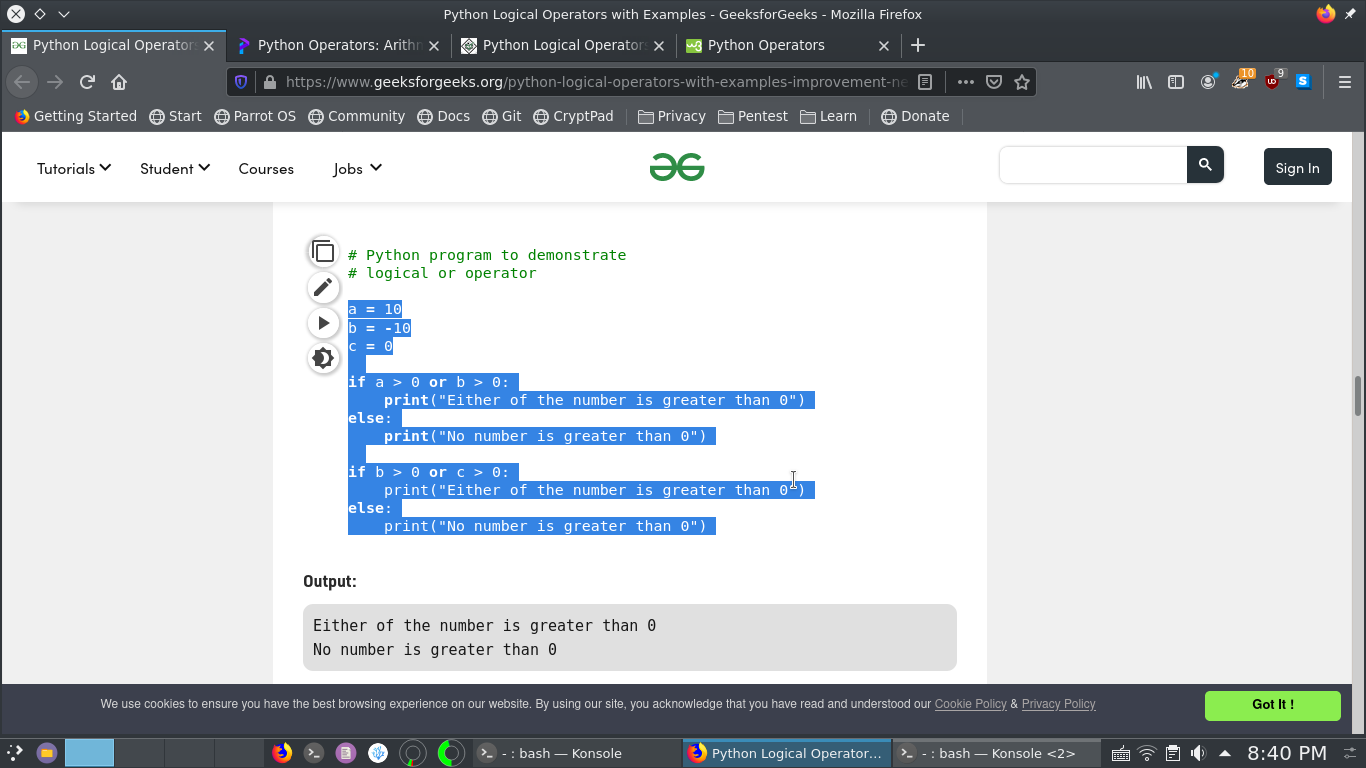 Python Logical Operators with Examples - GeeksforGeeks - Mozilla Firefox
Python Logical Operators
Python Operators: Arith
Python Logical Operators
Python Operators
https://www.geeksforgeeks.org/python-logical-operators-with-examples-improvement-ne
10
9
Getting Started
Start
Parrot OS
Community
Docs
Git
CryptPad
Privacy
Pentest
Learn
Donate
Tutorials
Student
Courses
Jobs
Sign In
# Python program to demonstrate
# logical or operator
a = 10
b = -10
c = 0
if a > 0 or b > 0:
    print("Either of the number is greater than 0")
else:
    print("No number is greater than 0")
if b > 0 or c > 0:
    print("Either of the number is greater than 0")
else:
    print("No number is greater than 0")
Output:
Either of the number is greater than 0
No number is greater than 0
We use cookies to ensure you have the best browsing experience on our website. By using our site, you acknowledge that you have read and understood our Cookie Policy & Privacy Policy
Got It !
- : bash — Konsole
Python Logical Operator...
- : bash — Konsole <2>
8:40 PM